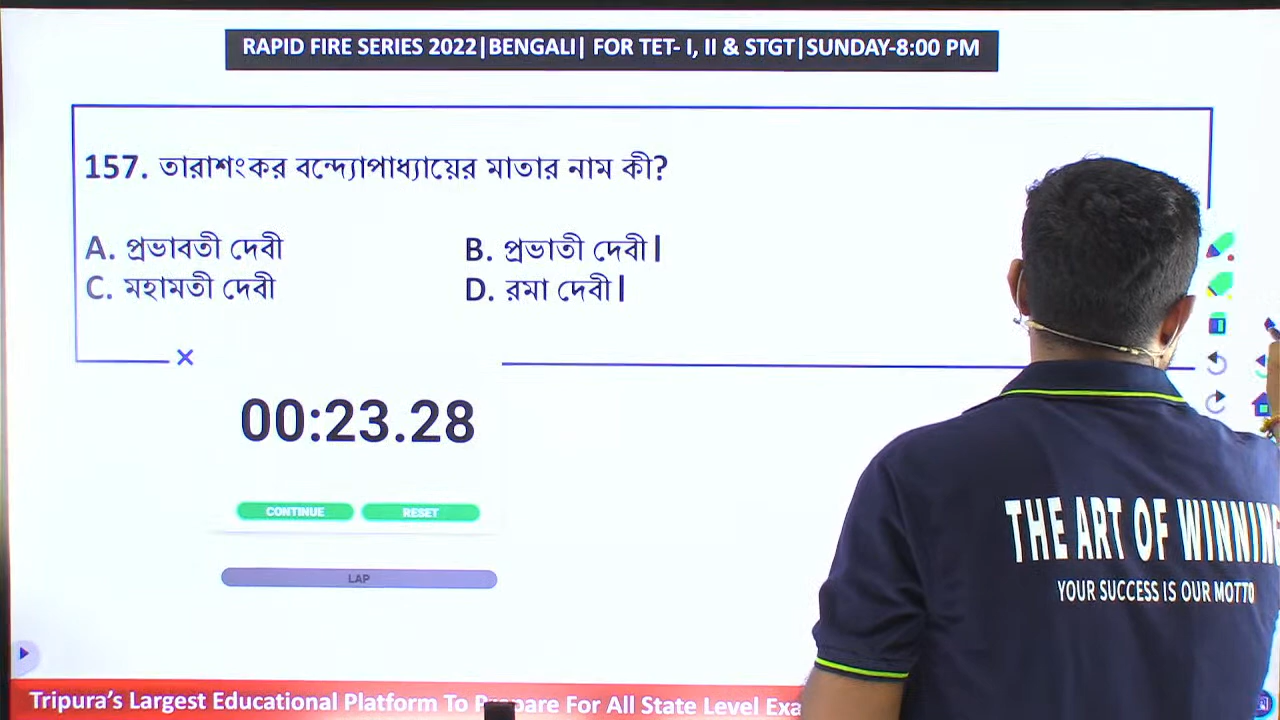 RAPID FIRE SERIES 2022|BENGALI| FOR TET- I, II & STGT|SUNDAY-8:00 PM
157. তারাশংকর বন্দ্যোপাধ্যায়ের মাতার নাম কী?
A. প্রভাবতী দেবী
B. প্রভাতী দেবী।
C. মহামতী দেবী
D. রমা দেবী।
00:23.28
CONTINUE
RESET
LAP
THE ART OF WINNING
YOUR SUCCESS IS OUR MOTTO
Tripura's Largest Educational Platform To Prepare For All State Level Exa